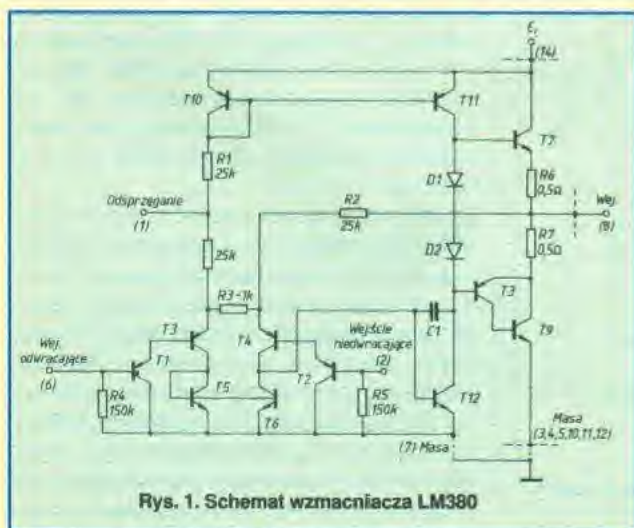 E₁
(14)
T10
T11
T7
R1
25k
D1
R6
0,5Ω
Odsprzęganie
(1)
R2
25k
Wej.
(8)
25k
D2
R7
0,5Ω
R3-1k
T3
C1
T3
T4
Wejście
nieodwracające
(2)
T9
Wej.
odwracające
(6)
T1
T2
T5
T12
R4
150k
R5
150k
T6
Masa
(3,4,5,10,11,12)
(7) Masa
Rys. 1. Schemat wzmacniacza LM380